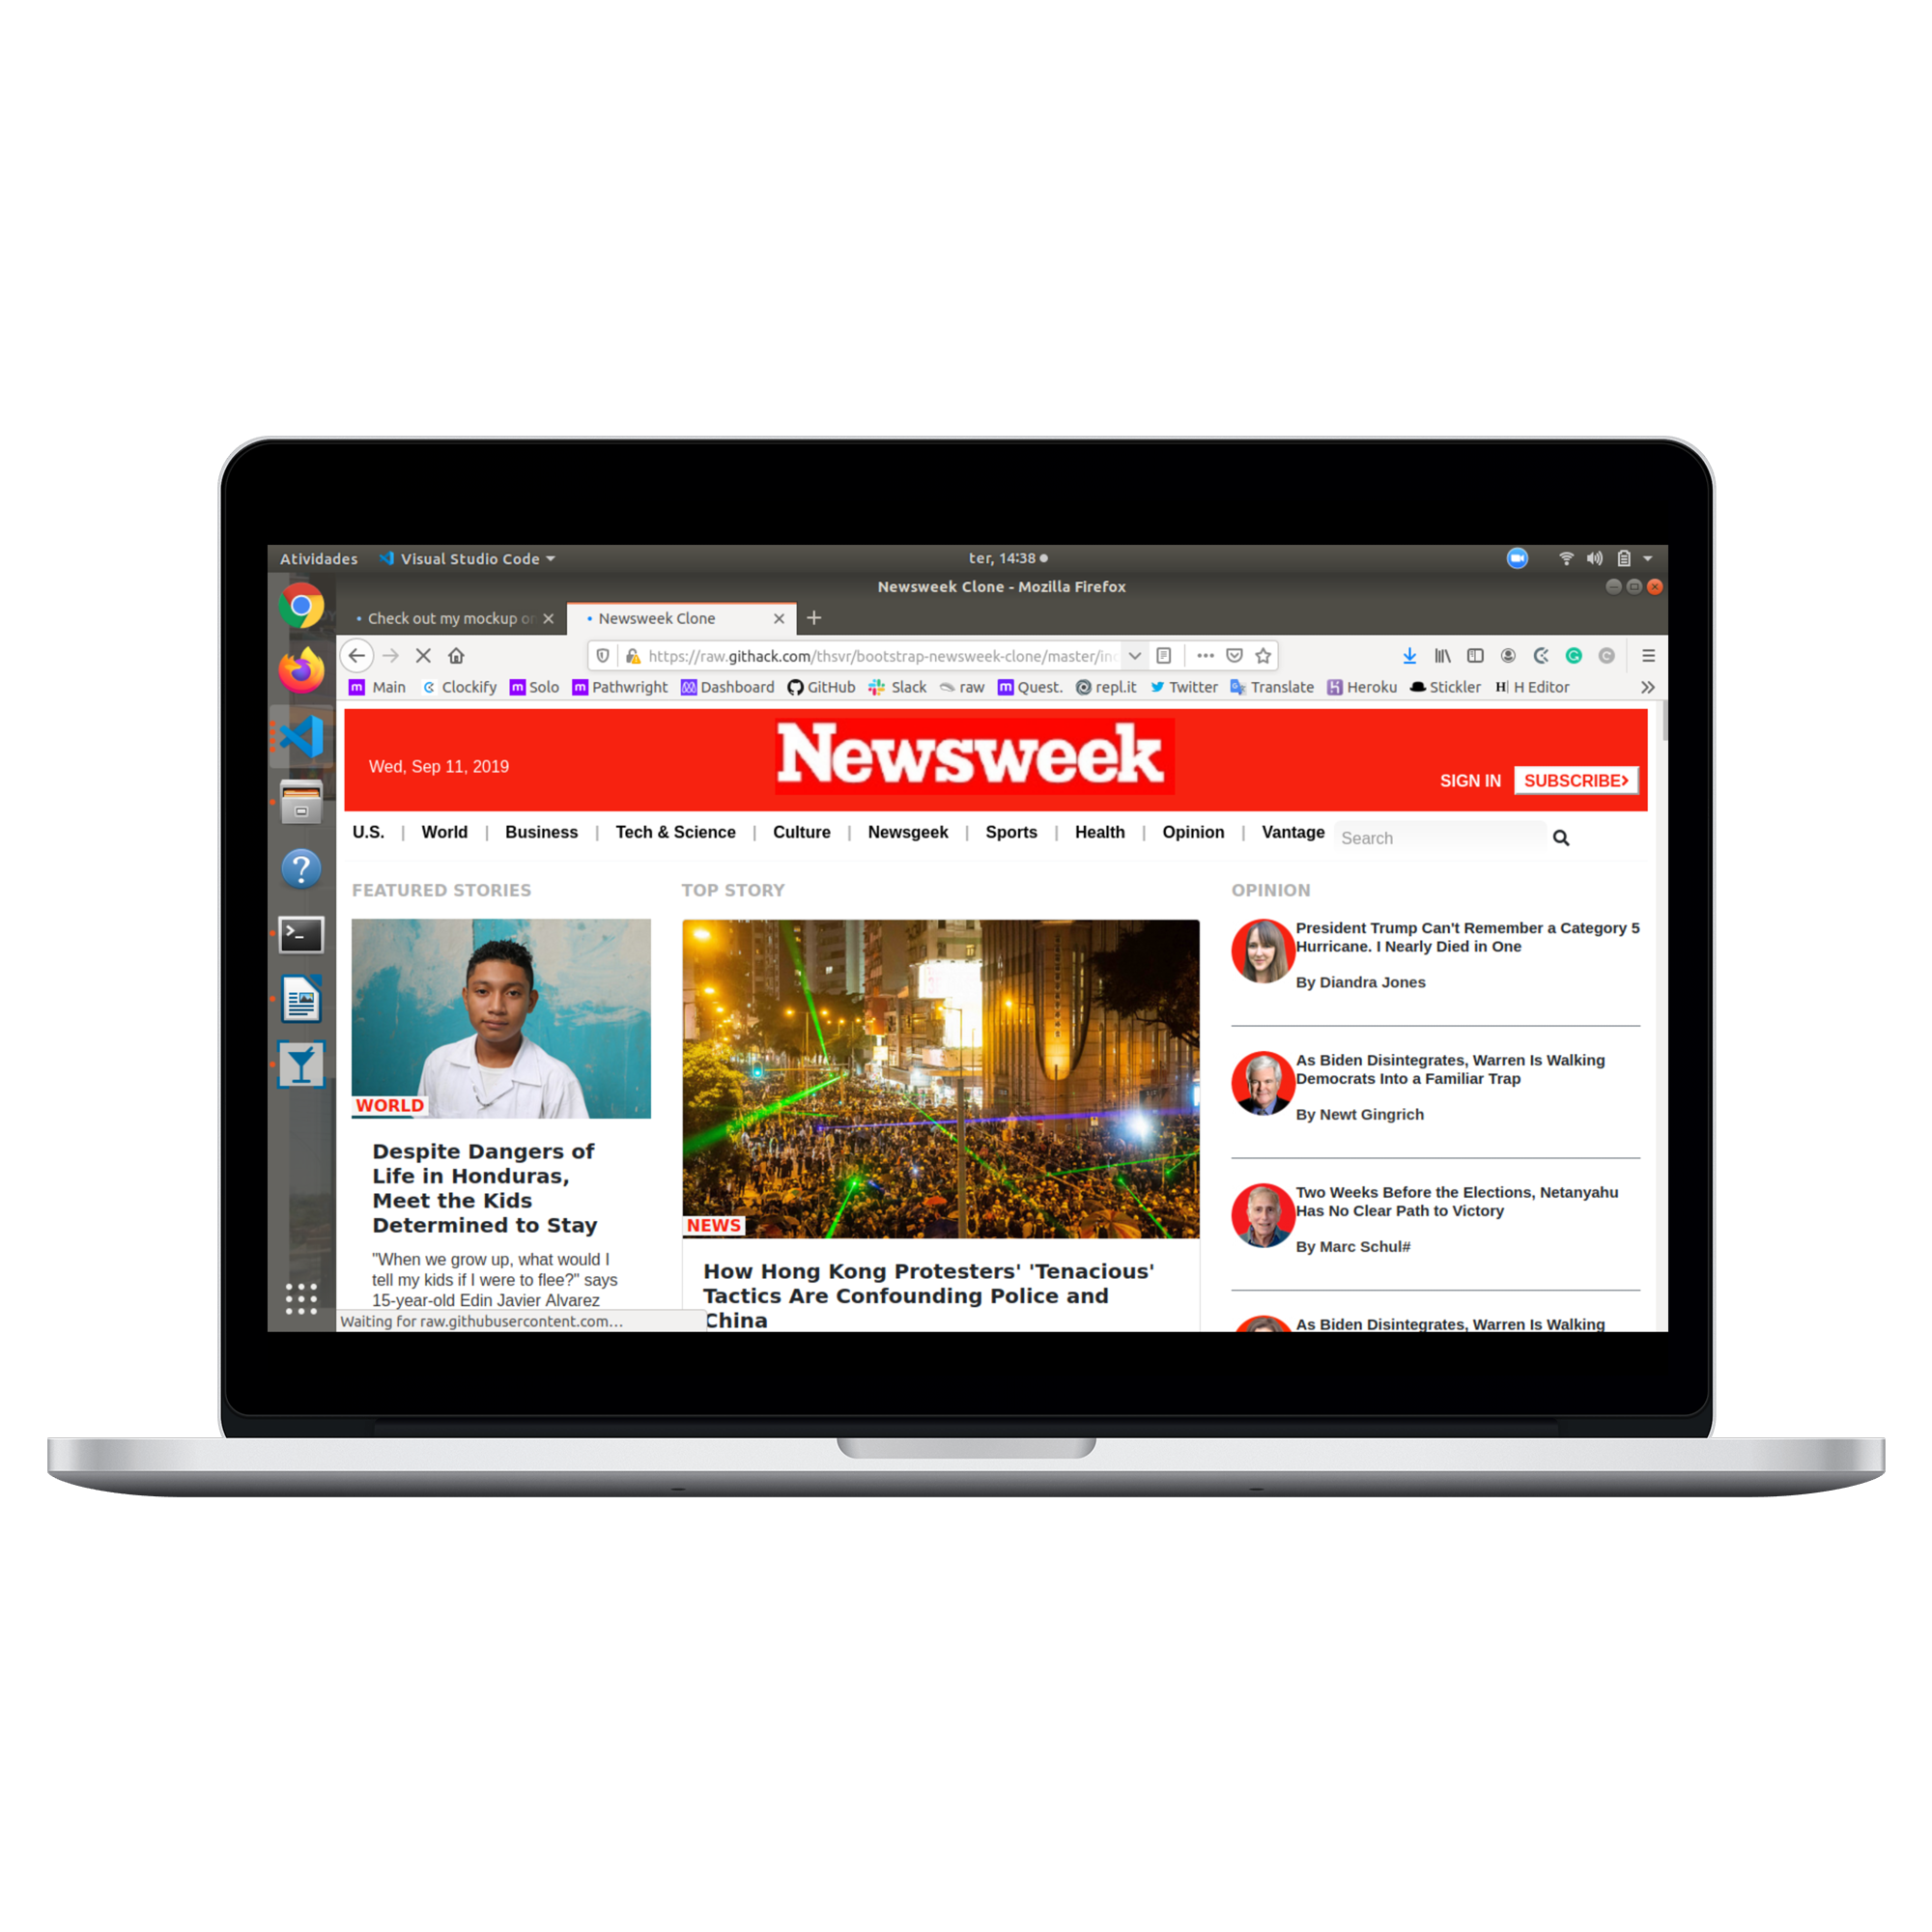 Atividades Visual Studio Code ter, 14:38
Newsweek Clone - Mozilla Firefox
Check out my mockup o Newsweek Clone
https://raw.githack.com/thsvr/bootstrap-newsweek-clone/master/in
Main Clockify Solo Pathwright Dashboard GitHub Slack raw Quest. repl.it Twitter Translate Heroku Stickler H| H Editor
Wed, Sep 11, 2019
Newsweek
SIGN IN SUBSCRIBE>
U.S. | World | Business | Tech & Science | Culture | Newsgeek | Sports | Health | Opinion | Vantage Search
FEATURED STORIES
WORLD
Despite Dangers of
Life in Honduras,
Meet the Kids
Determined to Stay
"When we grow up, what would I
tell my kids if I were to flee?" says
15-year-old Edin Javier Alvarez
TOP STORY
NEWS
How Hong Kong Protesters' 'Tenacious'
Tactics Are Confounding Police and
China
OPINION
President Trump Can't Remember a Category 5
Hurricane. I Nearly Died in One
By Diandra Jones
As Biden Disintegrates, Warren Is Walking
Democrats Into a Familiar Trap
By Newt Gingrich
Two Weeks Before the Elections, Netanyahu
Has No Clear Path to Victory
By Marc Schul#
As Biden Disintegrates, Warren Is Walking
Waiting for raw.githubusercontent.com...